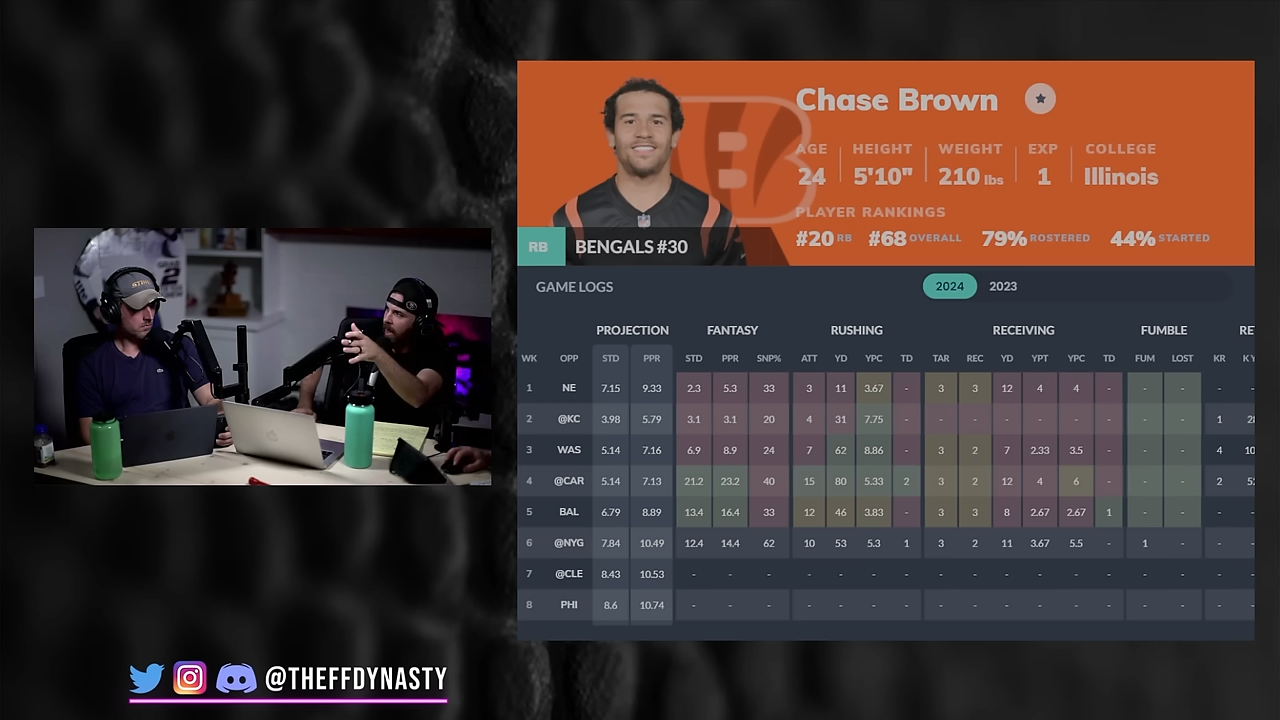 Chase Brown
AGE HEIGHT WEIGHT EXP COLLEGE
24 5'10" 210 lbs 1 Illinois
PLAYER RANKINGS
#20 RB #68 OVERALL 79% ROSTERED 44% STARTED
RB BENGALS #30
GAME LOGS 2024 2023
PROJECTION FANTASY RUSHING RECEIVING FUMBLE RE
WK OPP STD PPR STD PPR SNP% ATT YD YPC TD TAR REC YD YPT YPC TD FUM LOST KR K Y
1 NE 7.15 9.33 2.3 5.3 33 3 11 3.67 - 3 3 12 4 4 - - - - -
2 @KC 3.98 5.79 3.1 3.1 20 4 31 7.75 - - - - - - - - - 1 28
3 WAS 5.14 7.16 6.9 8.9 24 7 62 8.86 - 3 2 7 2.33 3.5 - - - 4 10
4 @CAR 5.14 7.13 21.2 23.2 40 15 80 5.33 2 3 2 12 4 6 - - - 2 52
5 BAL 6.79 8.89 13.4 16.4 33 12 46 3.83 - 3 3 8 2.67 2.67 1 - - - -
6 @NYG 7.84 10.49 12.4 14.4 62 10 53 5.3 1 3 2 11 3.67 5.5 - 1 - - -
7 @CLE 8.43 10.53 - - - - - - - - - - - - - - - - -
8 PHI 8.6 10.74 - - - - - - - - - - - - - - - - -
@THEFFDYNASTY